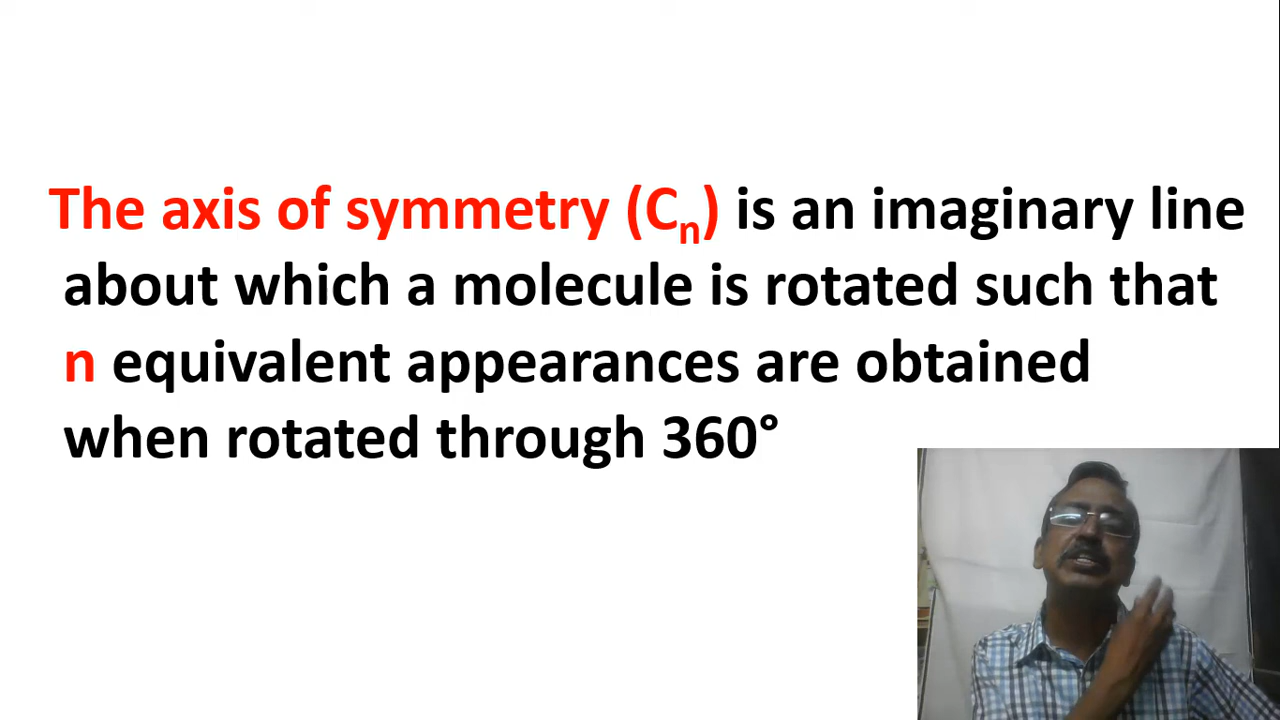 The axis of symmetry (Cn) is an imaginary line
about which a molecule is rotated such that
n equivalent appearances are obtained
when rotated through 360°